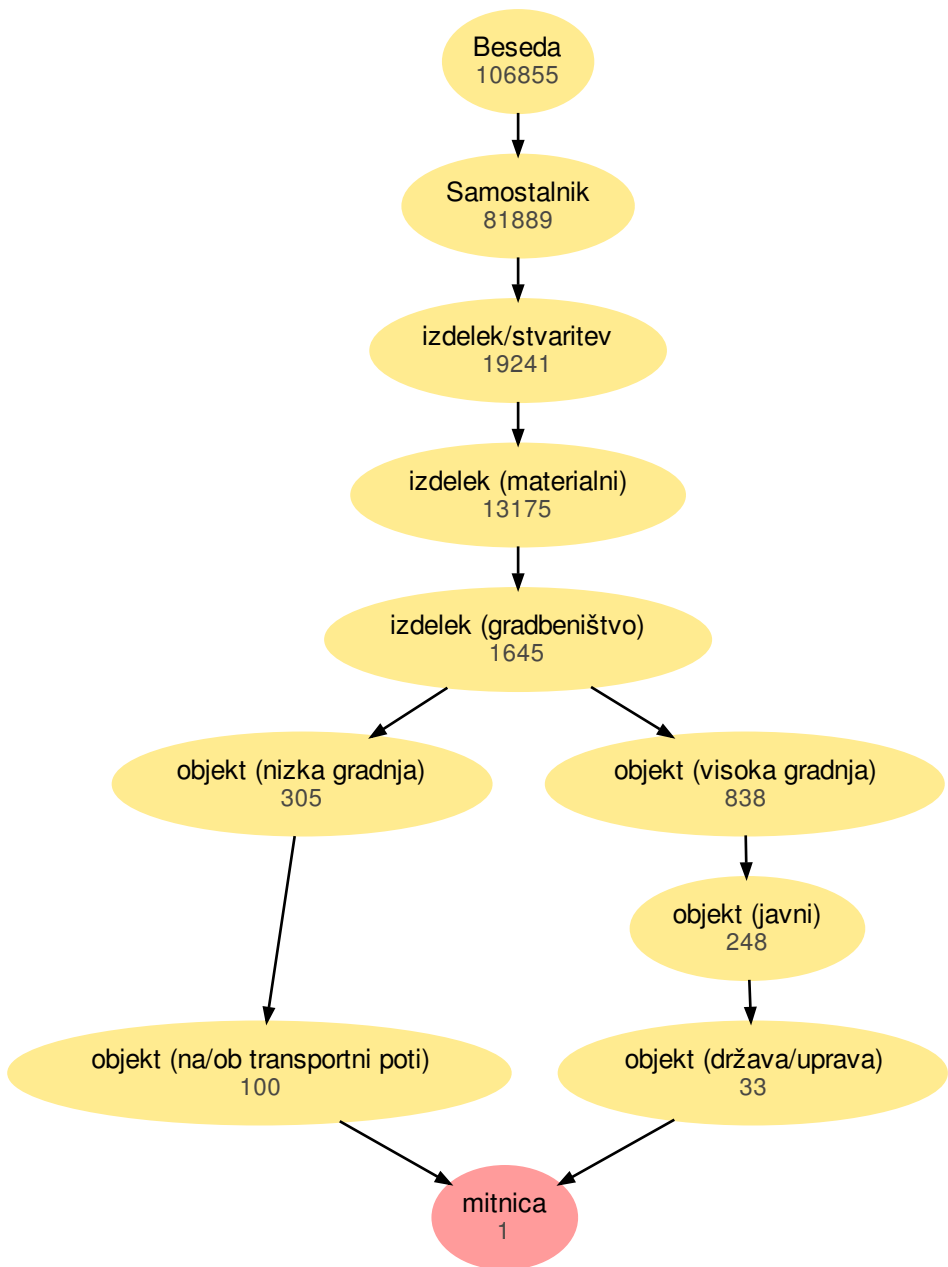 Beseda
106855
Samostalnik
81889
izdelek/stvaritev
19241
izdelek (materialni)
13175
izdelek (gradbeništvo)
1645
objekt (nizka gradnja)
305
objekt (visoka gradnja)
838
objekt (javni)
248
objekt (na/ob transportni poti)
100
objekt (država/uprava)
33
mitnica
1